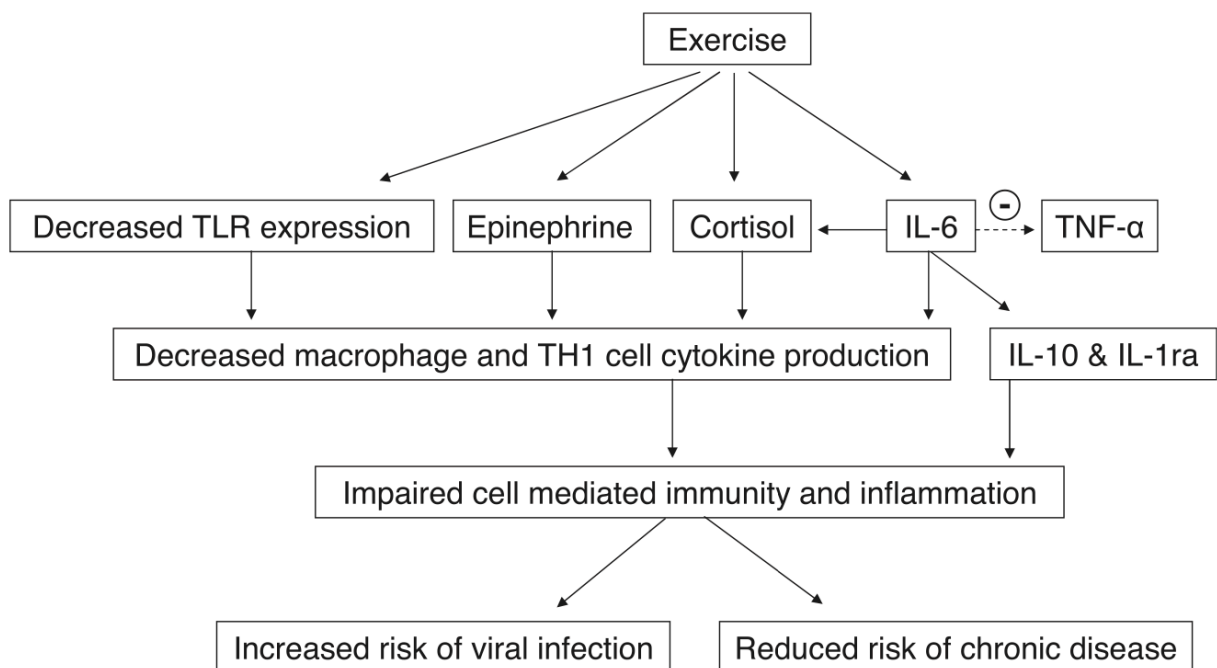 Exercise
Decreased TLR expression
Epinephrine
Cortisol
IL-6
-
TNF-α
Decreased macrophage and TH1 cell cytokine production
IL-10 & IL-1ra
Impaired cell mediated immunity and inflammation
Increased risk of viral infection
Reduced risk of chronic disease